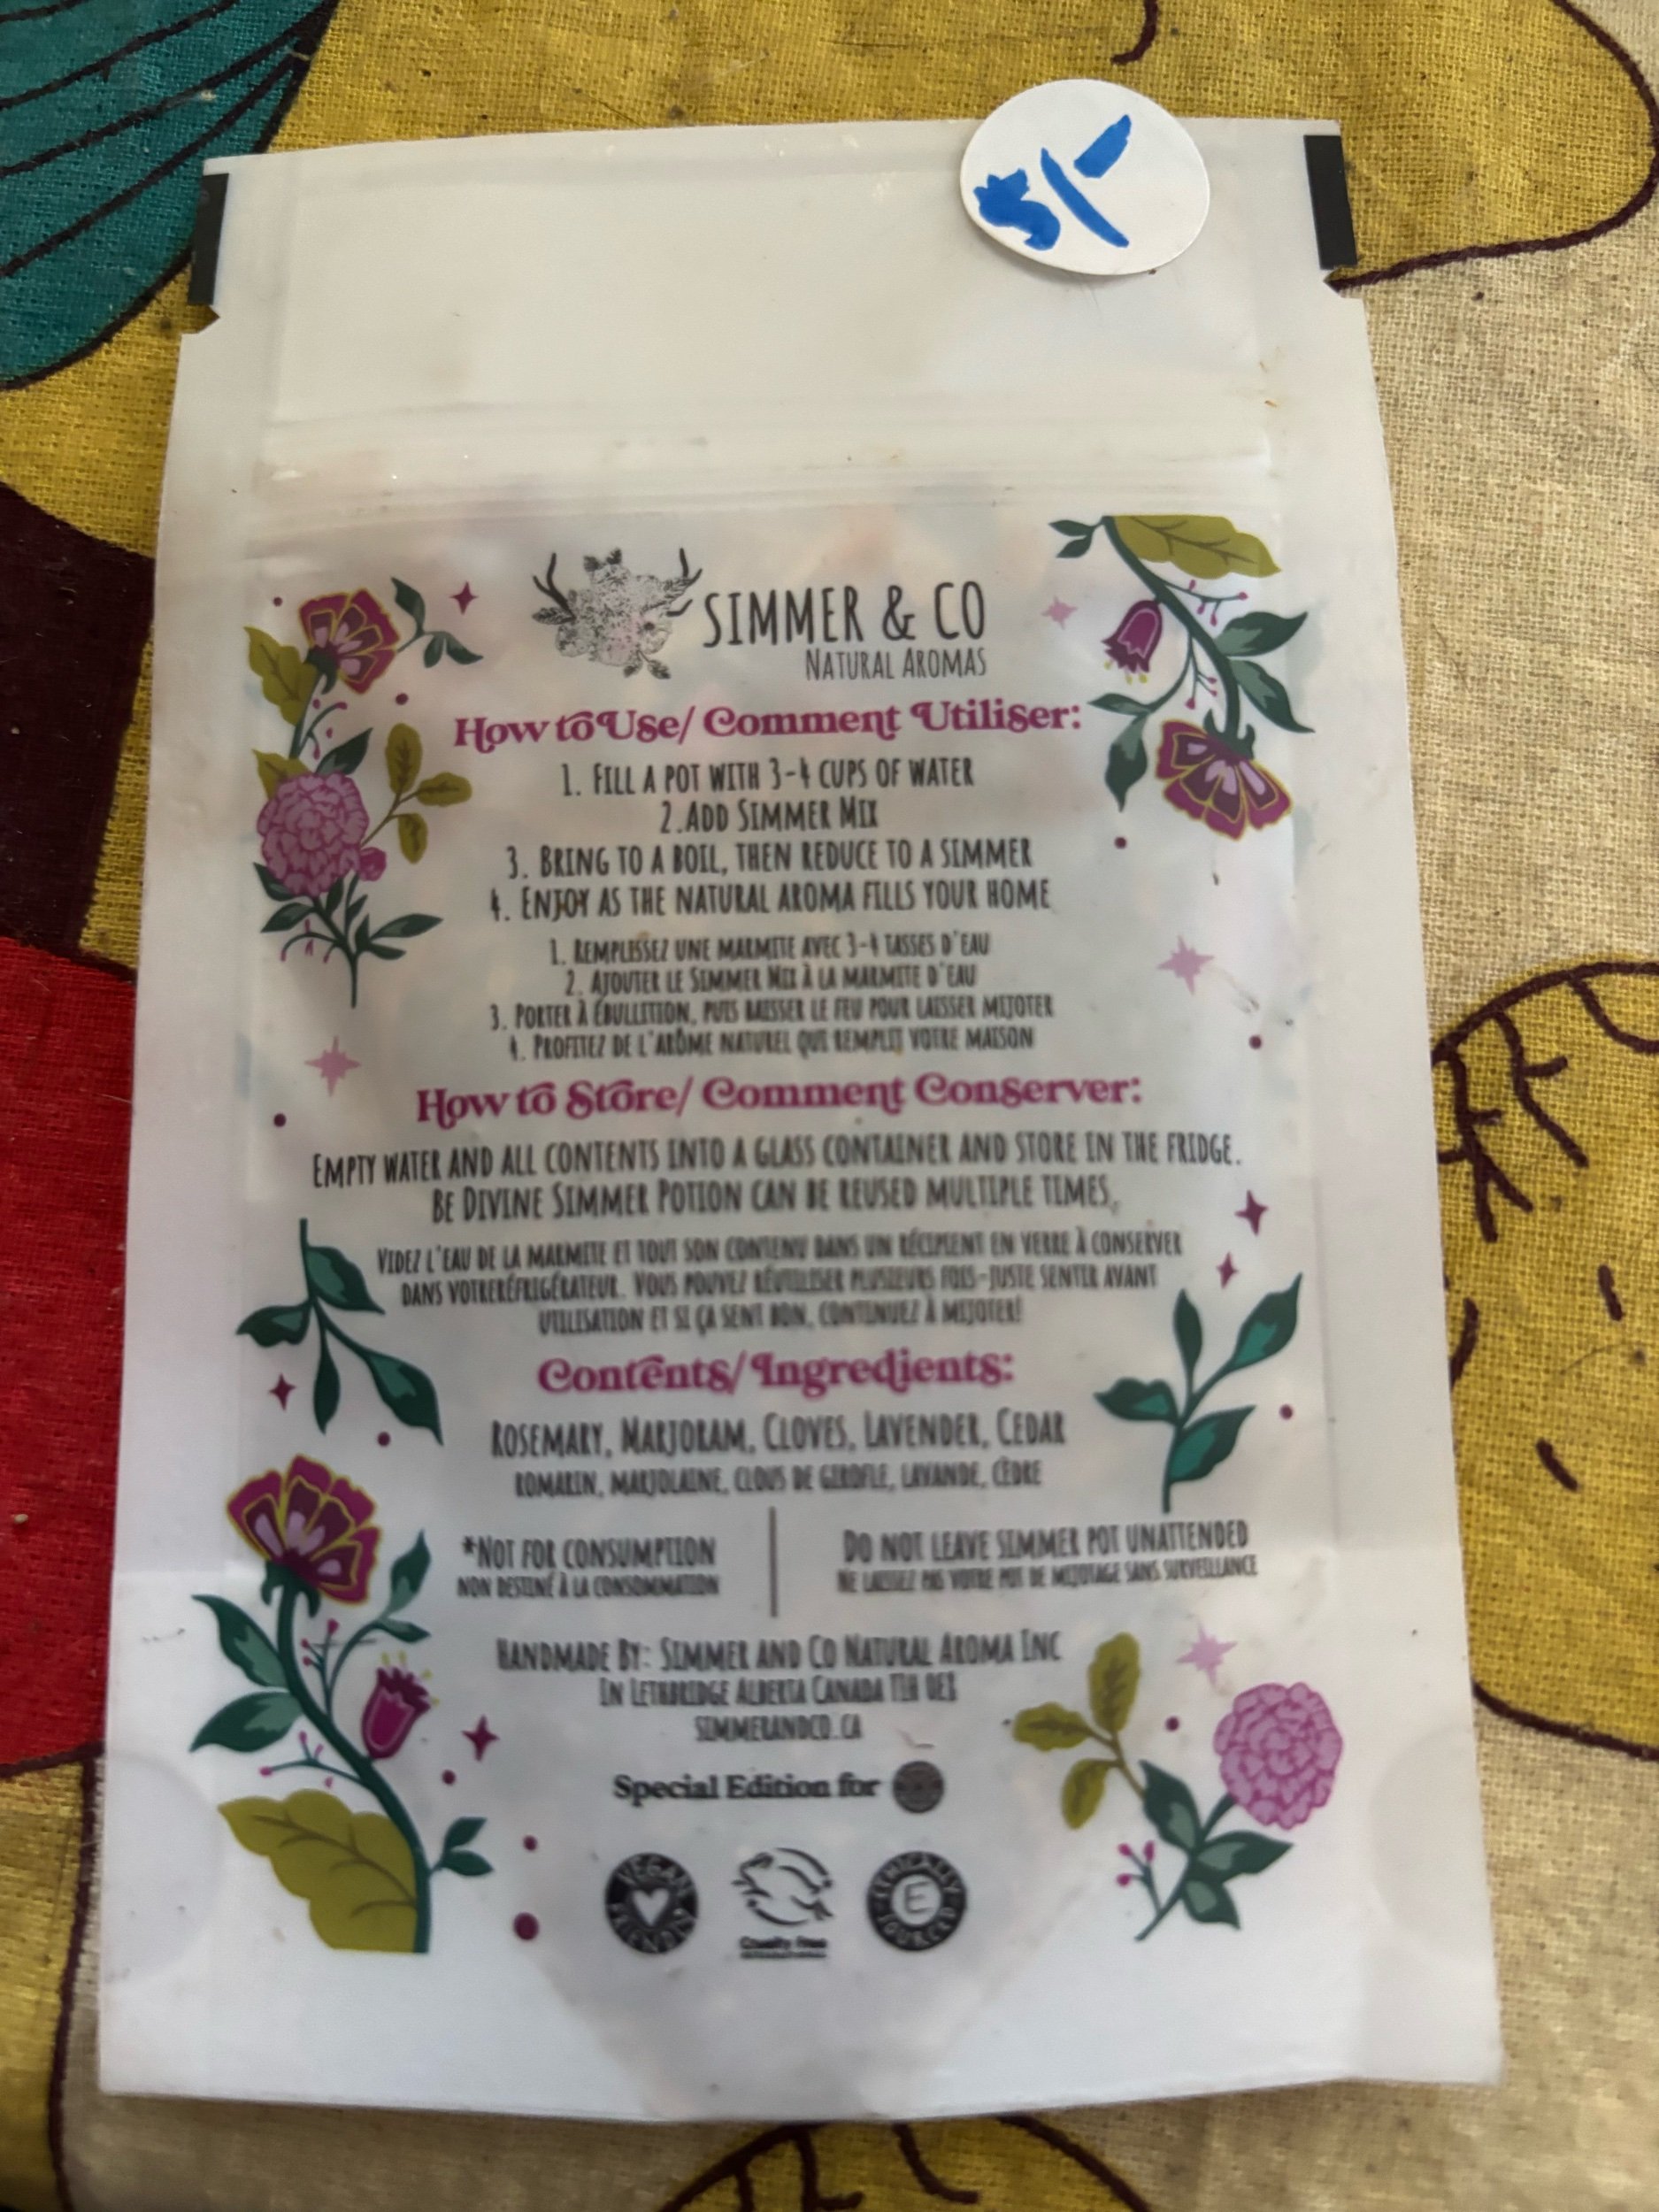 SIMMER & CO
NATURAL AROMAS
How to Use/ Comment Utiliser:
1. FILL A POT WITH 3-4 CUPS OF WATER
2.ADD SIMMER MIX
3. BRING TO A BOIL, THEN REDUCE TO A SIMMER
4. ENJOY AS THE NATURAL AROMA FILLS YOUR HOME
1. REMPLISSEZ UNE MARMITE AVEC 3-4 TASSES D'EAU
2. AJOUTER LE SIMMER MIX À LA MARMITE D'EAU
3. PORTER À ÉBULLITION, PUIS BAISSER LE FEU POUR LAISSER MIJOTER
4. PROFITEZ DE L'ARÔME NATUREL QUI REMPLIT VOTRE MAISON
How to Store/ Comment Conserver:
EMPTY WATER AND ALL CONTENTS INTO A GLASS CONTAINER AND STORE IN THE FRIDGE.
BE DIVINE SIMMER POTION CAN BE REUSED MULTIPLE TIMES.
VIDEZ L'EAU DE LA MARMITE ET TOUT SON CONTENU DANS UN RÉCIPIENT EN VERRE À CONSERVER
DANS VOTRERÉFRIGÉRATEUR. VOUS POUVEZ RÉUTILISER PLUSIEURS FOIS-JUSTE SENTIR AVANT
UTILISATION ET SI ÇA SENT BON, CONTINUEZ À MIJOTER!
Contents/Ingredients:
ROSEMARY, MARJORAM, CLOVES, LAVENDER, CEDAR
ROMARIN, MARJOLAINE, CLOUS DE GIROFLE, LAVANDE, CÈDRE
*NOT FOR CONSUMPTION
NON DESTINÉ À LA CONSOMMATION
DO NOT LEAVE SIMMER POT UNATTENDED
NE LAISSEZ PAS VOTRE POT DE MIJOTAGE SANS SURVEILLANCE
HANDMADE BY: SIMMER AND CO NATURAL AROMA INC
IN LETHBRIDGE ALBERTA CANADA
SIMMERANDCO.CA
Special Edition for
VEGAN FRIENDLY
Cruelty Free
ETHICALLY SOURCED
E